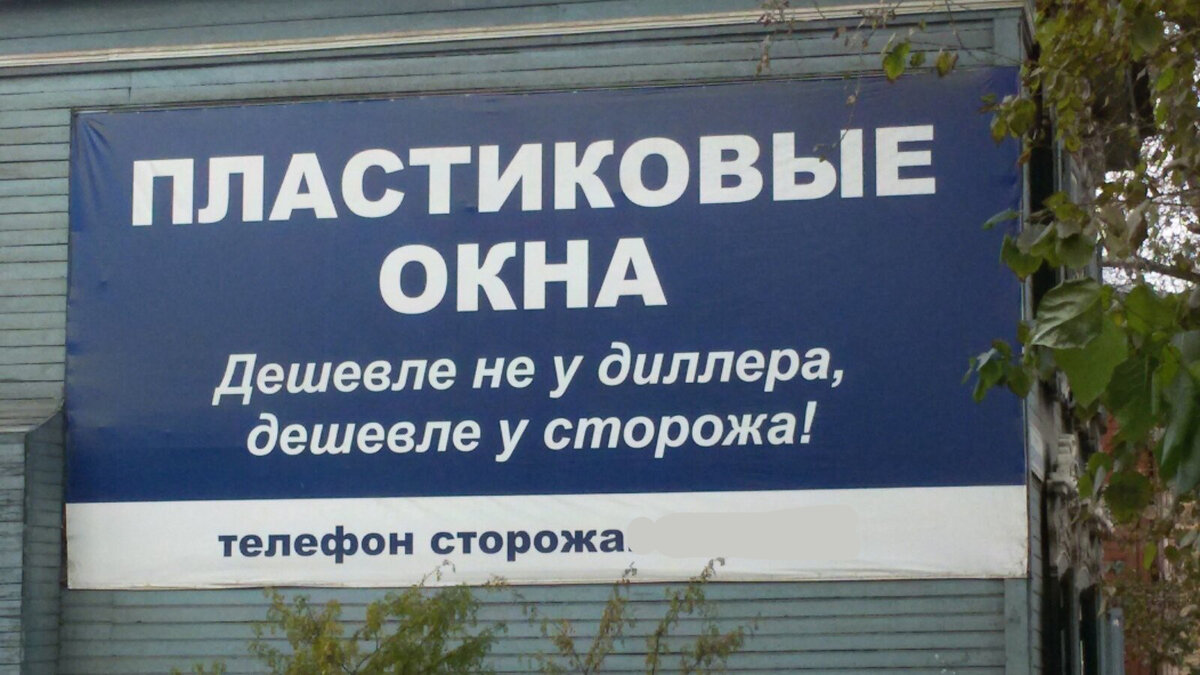 ПЛАСТИКОВЫЕ
ОКНА
Дешевле не у диллера,
дешевле у сторожа!
телефон сторожа